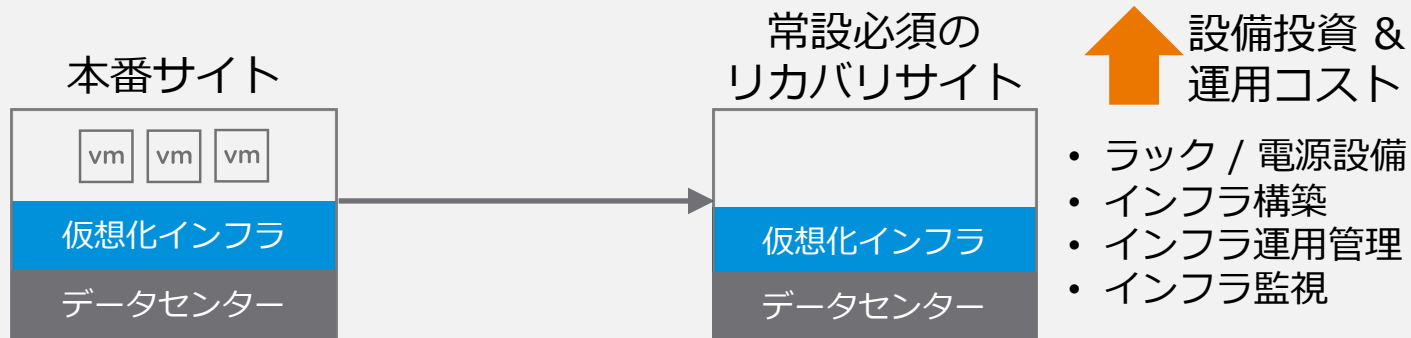 本番サイト
vm vm vm
仮想化インフラ
データセンター
常設必須の
リカバリサイト
仮想化インフラ
データセンター
設備投資 &
運用コスト
• ラック / 電源設備
• インフラ構築
• インフラ運用管理
• インフラ監視